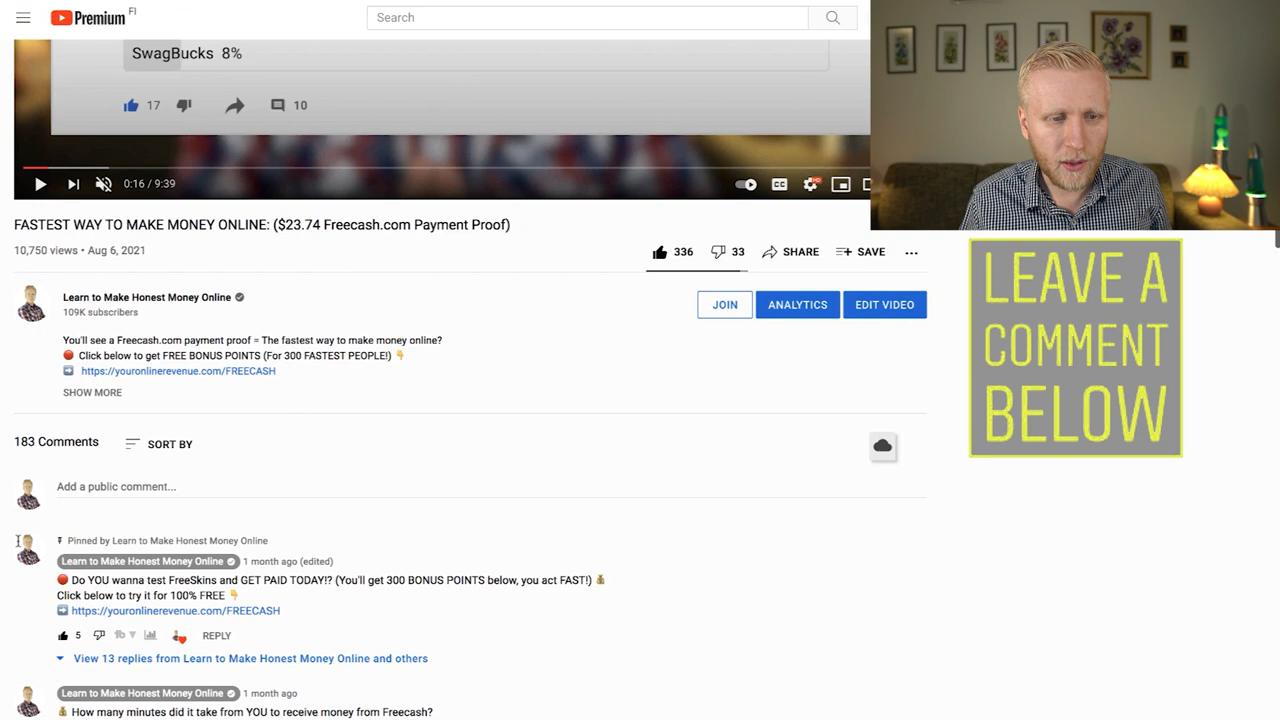 Premium FI
Search
SwagBucks 8%
17
10
0:16 / 9:39
CC
HD
FASTEST WAY TO MAKE MONEY ONLINE: ($23.74 Freecash.com Payment Proof)
10,750 views • Aug 6, 2021
336
33
SHARE
SAVE
Learn to Make Honest Money Online
109K subscribers
JOIN
ANALYTICS
EDIT VIDEO
You'll see a Freecash.com payment proof = The fastest way to make money online?
Click below to get FREE BONUS POINTS (For 300 FASTEST PEOPLE!)
https://youronlinerevenue.com/FREECASH
SHOW MORE
LEAVE A
COMMENT
BELOW
183 Comments
SORT BY
Add a public comment...
Pinned by Learn to Make Honest Money Online
Learn to Make Honest Money Online 1 month ago (edited)
Do YOU wanna test FreeSkins and GET PAID TODAY!? (You'll get 300 BONUS POINTS below, you act FAST!)
Click below to try it for 100% FREE
https://youronlinerevenue.com/FREECASH
5
REPLY
View 13 replies from Learn to Make Honest Money Online and others
Learn to Make Honest Money Online 1 month ago
How many minutes did it take from YOU to receive money from Freecash?